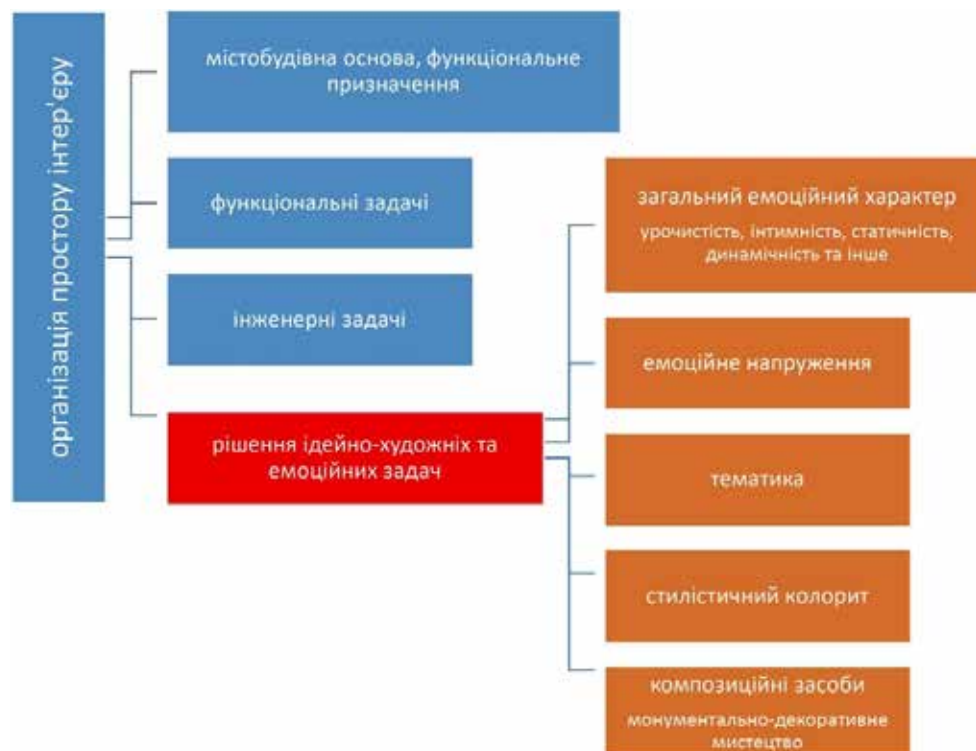 організація простору інтер'єру
містобудівна основа, функціональне
призначення
функціональні задачі
інженерні задачі
рішення ідейно-художніх та
емоційних задач
загальний емоційний характер
урочистість, інтимність, статичність,
динамічність та інше
емоційне напруження
тематика
стилістичний колорит
композиційні засоби
монументально-декоративне
мистецтво